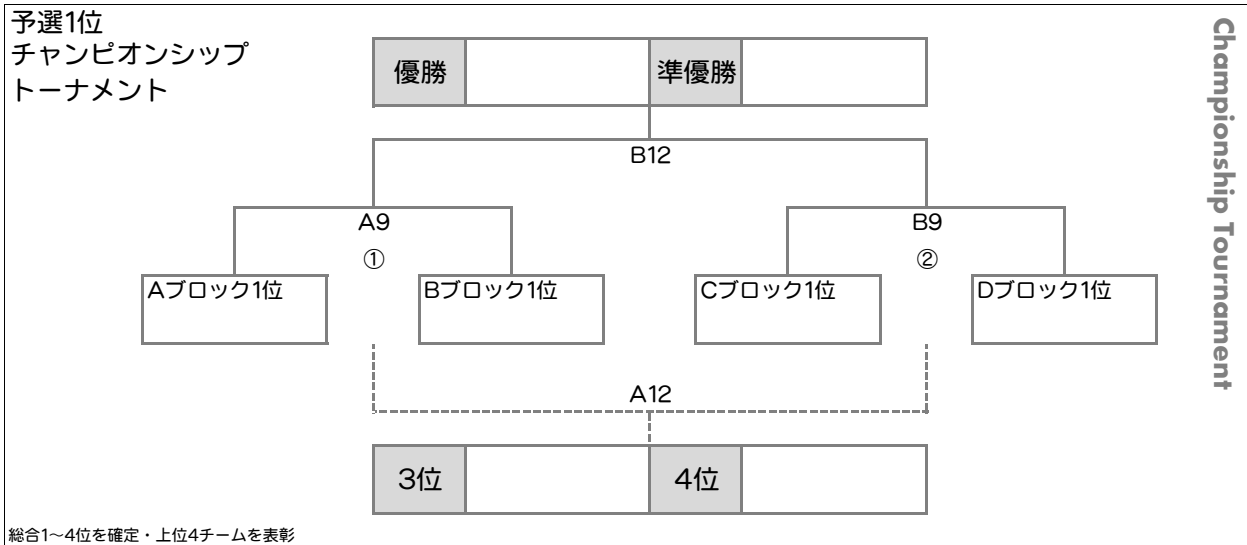 予選1位
チャンピオンシップ
トーナメント
優勝
準優勝
B12
A9
①
B9
②
Aブロック1位
Bブロック1位
Cブロック1位
Dブロック1位
A12
3位
4位
総合1~4位を確定・上位4チームを表彰
Championship Tournament